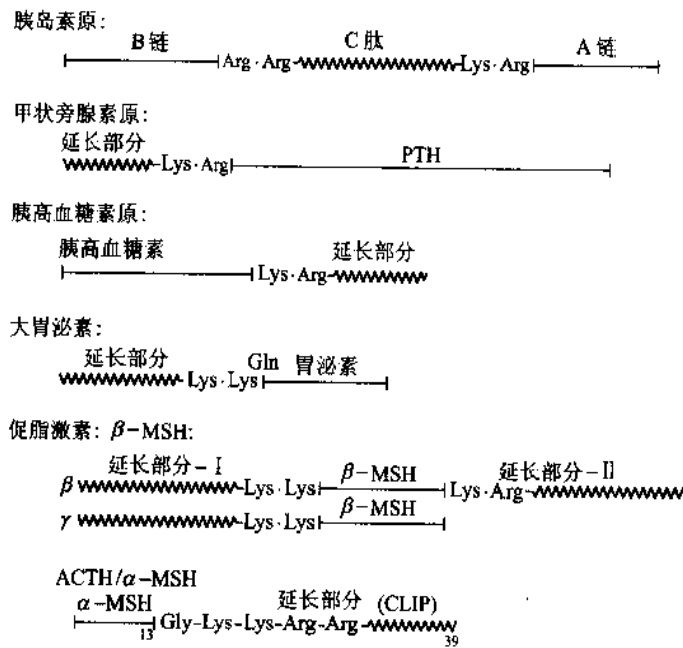 胰岛素原:
B 链 C 肽 A 链
Arg·Arg Lys·Arg
甲状旁腺素原:
延长部分
Lys·Arg PTH
胰高血糖素原:
胰高血糖素 延长部分
Lys·Arg
大胃泌素:
延长部分 Gln 胃泌素
Lys·Lys
促脂激素: β-MSH:
延长部分-I β-MSH 延长部分-II
β Lys·Lys Lys·Arg
γ Lys·Lys β-MSH
ACTH/α-MSH
α-MSH 延长部分 (CLIP)
13 Gly-Lys-Lys-Arg-Arg 39